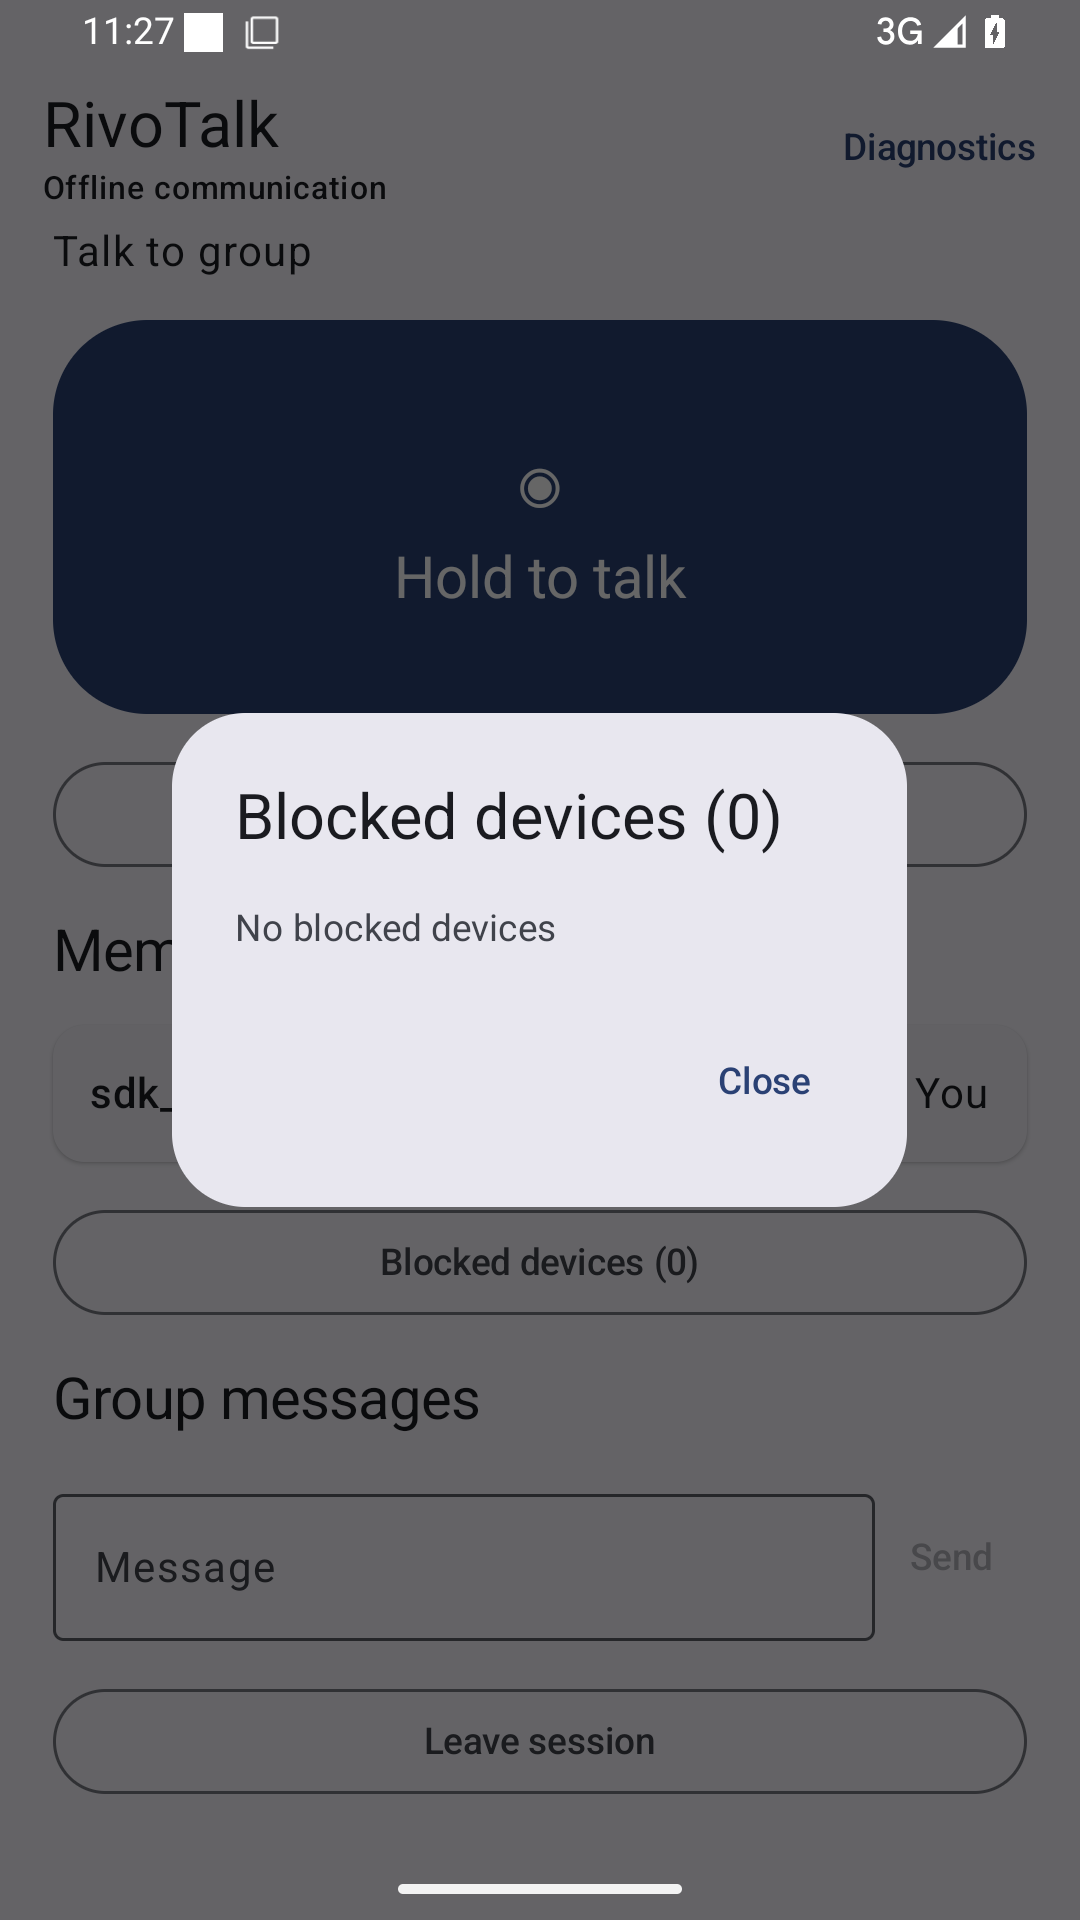 11:27
3G
RivoTalk
Diagnostics
Offline communication
Talk to group
Hold to talk
Blocked devices (0)
No blocked devices
Close
Mem
sdk_
You
Blocked devices (0)
Group messages
Message
Send
Leave session